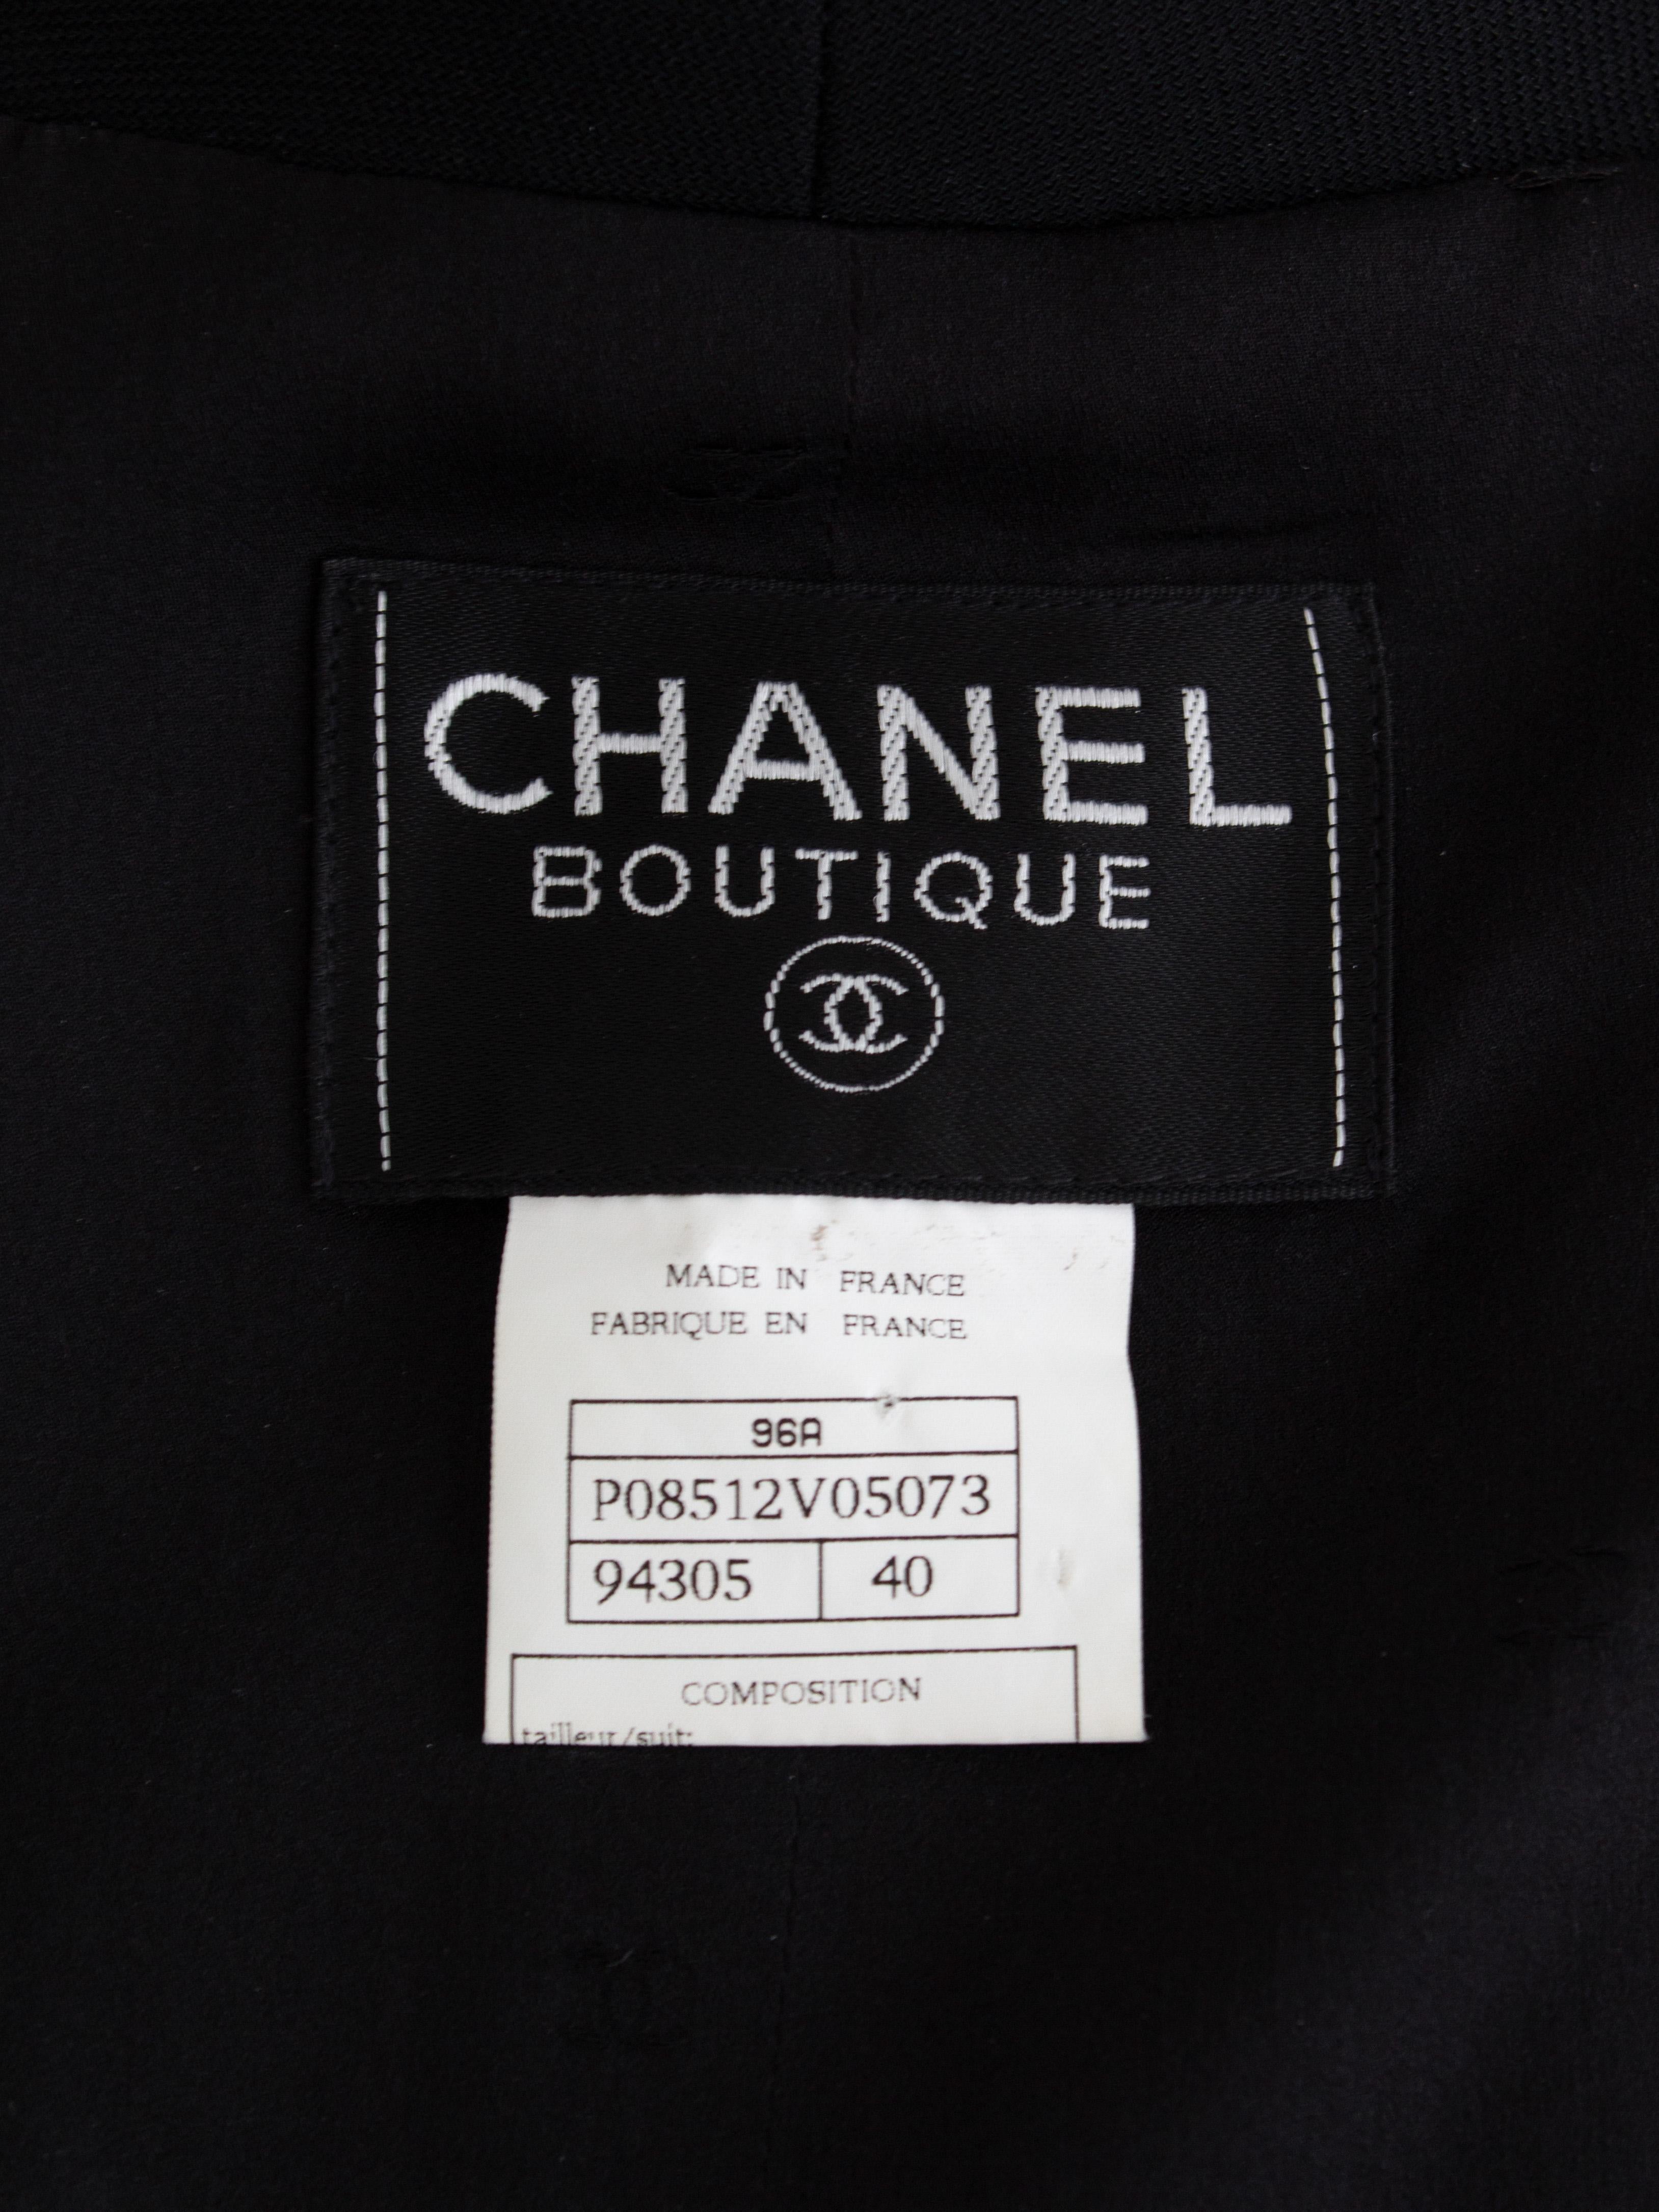 CHANEL
BOUTIQUE
MADE IN FRANCE
FABRIQUE EN FRANCE
96A
P08512V05073
94305 40
COMPOSITION
tailleur/suit: